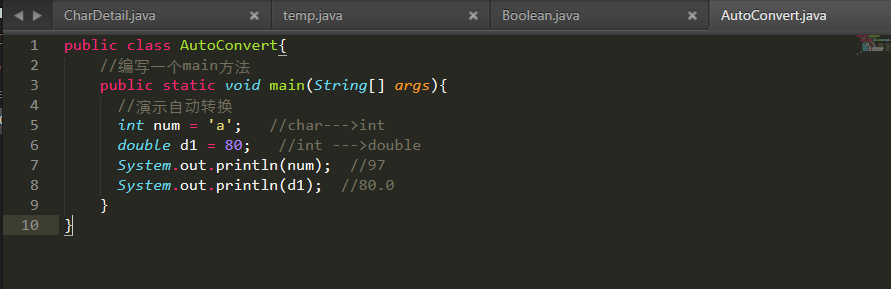 CharDetail.java × temp.java × Boolean.java × AutoConvert.java
1 public class AutoConvert{
2 //编写一个main方法
3 public static void main(String[] args){
4 //演示自动转换
5 int num = 'a'; //char--->int
6 double d1 = 80; //int --->double
7 System.out.println(num); //97
8 System.out.println(d1); //80.0
9 }
10 }